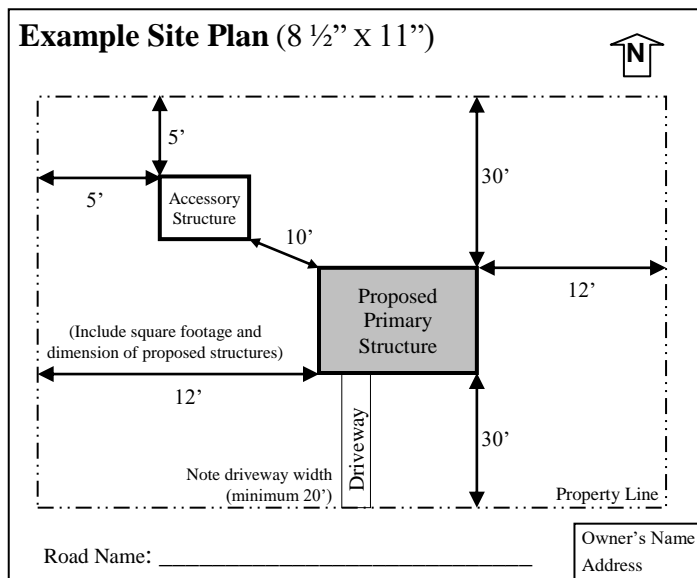 Example Site Plan (8 ½” X 11”)
N
5’
30’
5’
Accessory
Structure
10’
12’
Proposed
Primary
Structure
(Include square footage and
dimension of proposed structures)
12’
Driveway
30’
Note driveway width
(minimum 20’)
Property Line
Road Name: ______________________________
Owner’s Name
Address